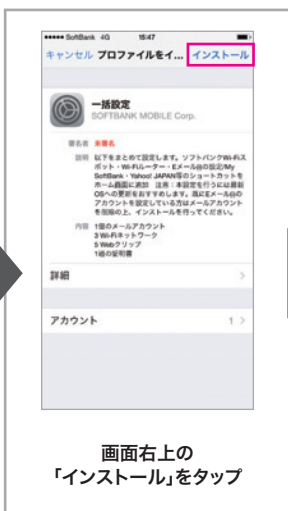 SoftBank 4G 15:47
キャンセル プロファイルをイ... インストール
一括設定
SOFTBANK MOBILE Corp.
署名者 未署名
説明 以下をまとめて設定します。ソフトバンクWi-Fiス
ポット・Wi-Fiルーター・Eメール(i)の設定/My
SoftBank・Yahoo! JAPAN等のショートカットを
ホーム画面に追加 注意：本設定を行うには最新
OSへの更新をおすすめします。既にEメール(i)の
アカウントを設定している方はメールアカウント
を削除の上、インストールを行ってください。
内容 1個のメールアカウント
3 Wi-Fiネットワーク
5 Webクリップ
1組の証明書
詳細
アカウント 1
画面右上の
「インストール」をタップ